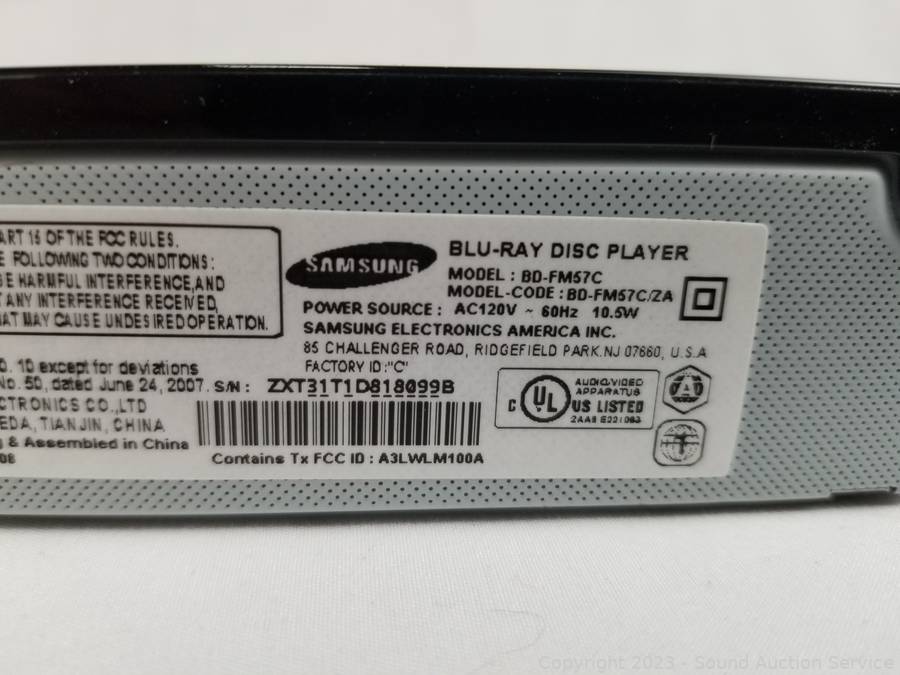 ART 15 OF THE FCC RULES.
E FOLLOWING TWO CONDITIONS:
SE HARMFUL INTERFERENCE, AND
ANY INTERFERENCE RECEIVED,
AT MAY CAUSE UNDESIRED OPERATION.
0. 10 except for deviations
No. 50, dated June 24, 2007.
CTRONICS CO.,LTD
EDA, TIANJIN, CHINA
& Assembled in China
08
SAMSUNG
BLU-RAY DISC PLAYER
MODEL : BD-FM57C
MODEL-CODE : BD-FM57C/ZA
POWER SOURCE : AC120V ~ 60Hz 10.5W
SAMSUNG ELECTRONICS AMERICA INC.
85 CHALLENGER ROAD, RIDGEFIELD PARK.NJ 07660, U.S.A
FACTORY ID:"C"
S/N : ZXT31T1D818099B
Contains Tx FCC ID : A3LWLM100A
AUDIO/VIDEO
APPARATUS
C UL US LISTED
Copyright 2023 - Sound Auction Service